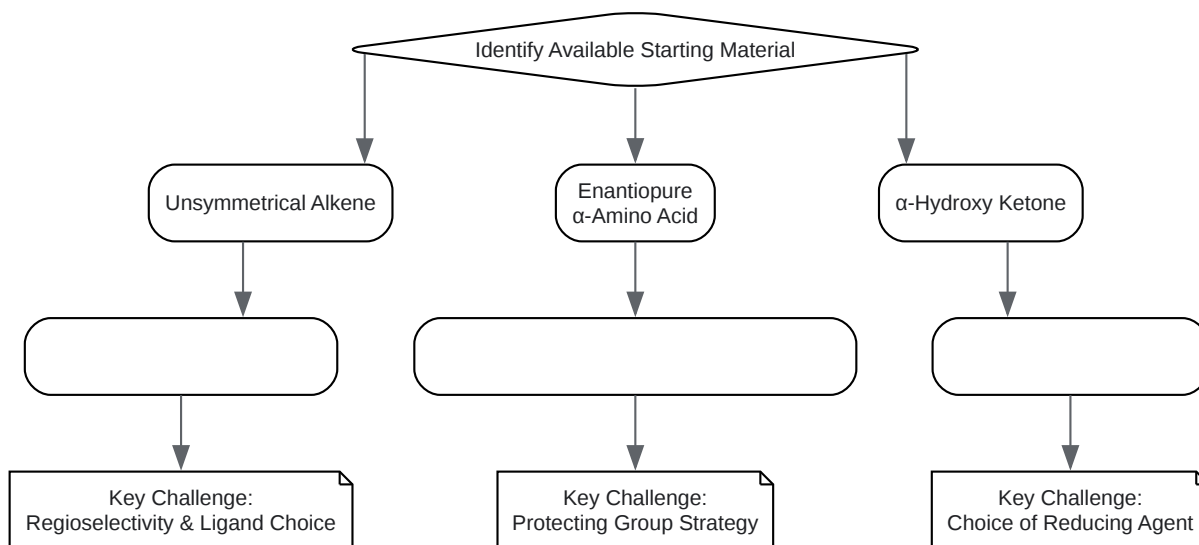 Identify Available Starting Material
Unsymmetrical Alkene
Enantiopure
α-Amino Acid
α-Hydroxy Ketone
Key Challenge:
Regioselectivity & Ligand Choice
Key Challenge:
Protecting Group Strategy
Key Challenge:
Choice of Reducing Agent